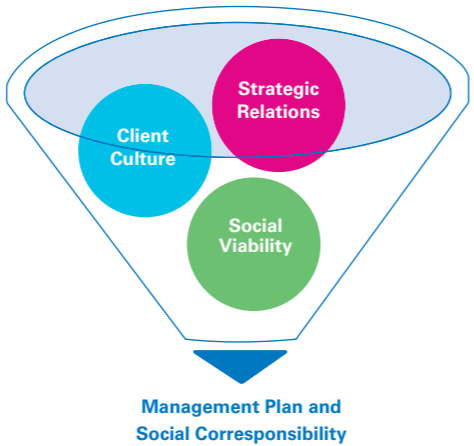 Strategic
Relations
Client
Culture
Social
Viability
Management Plan and
Social Corresponsibility